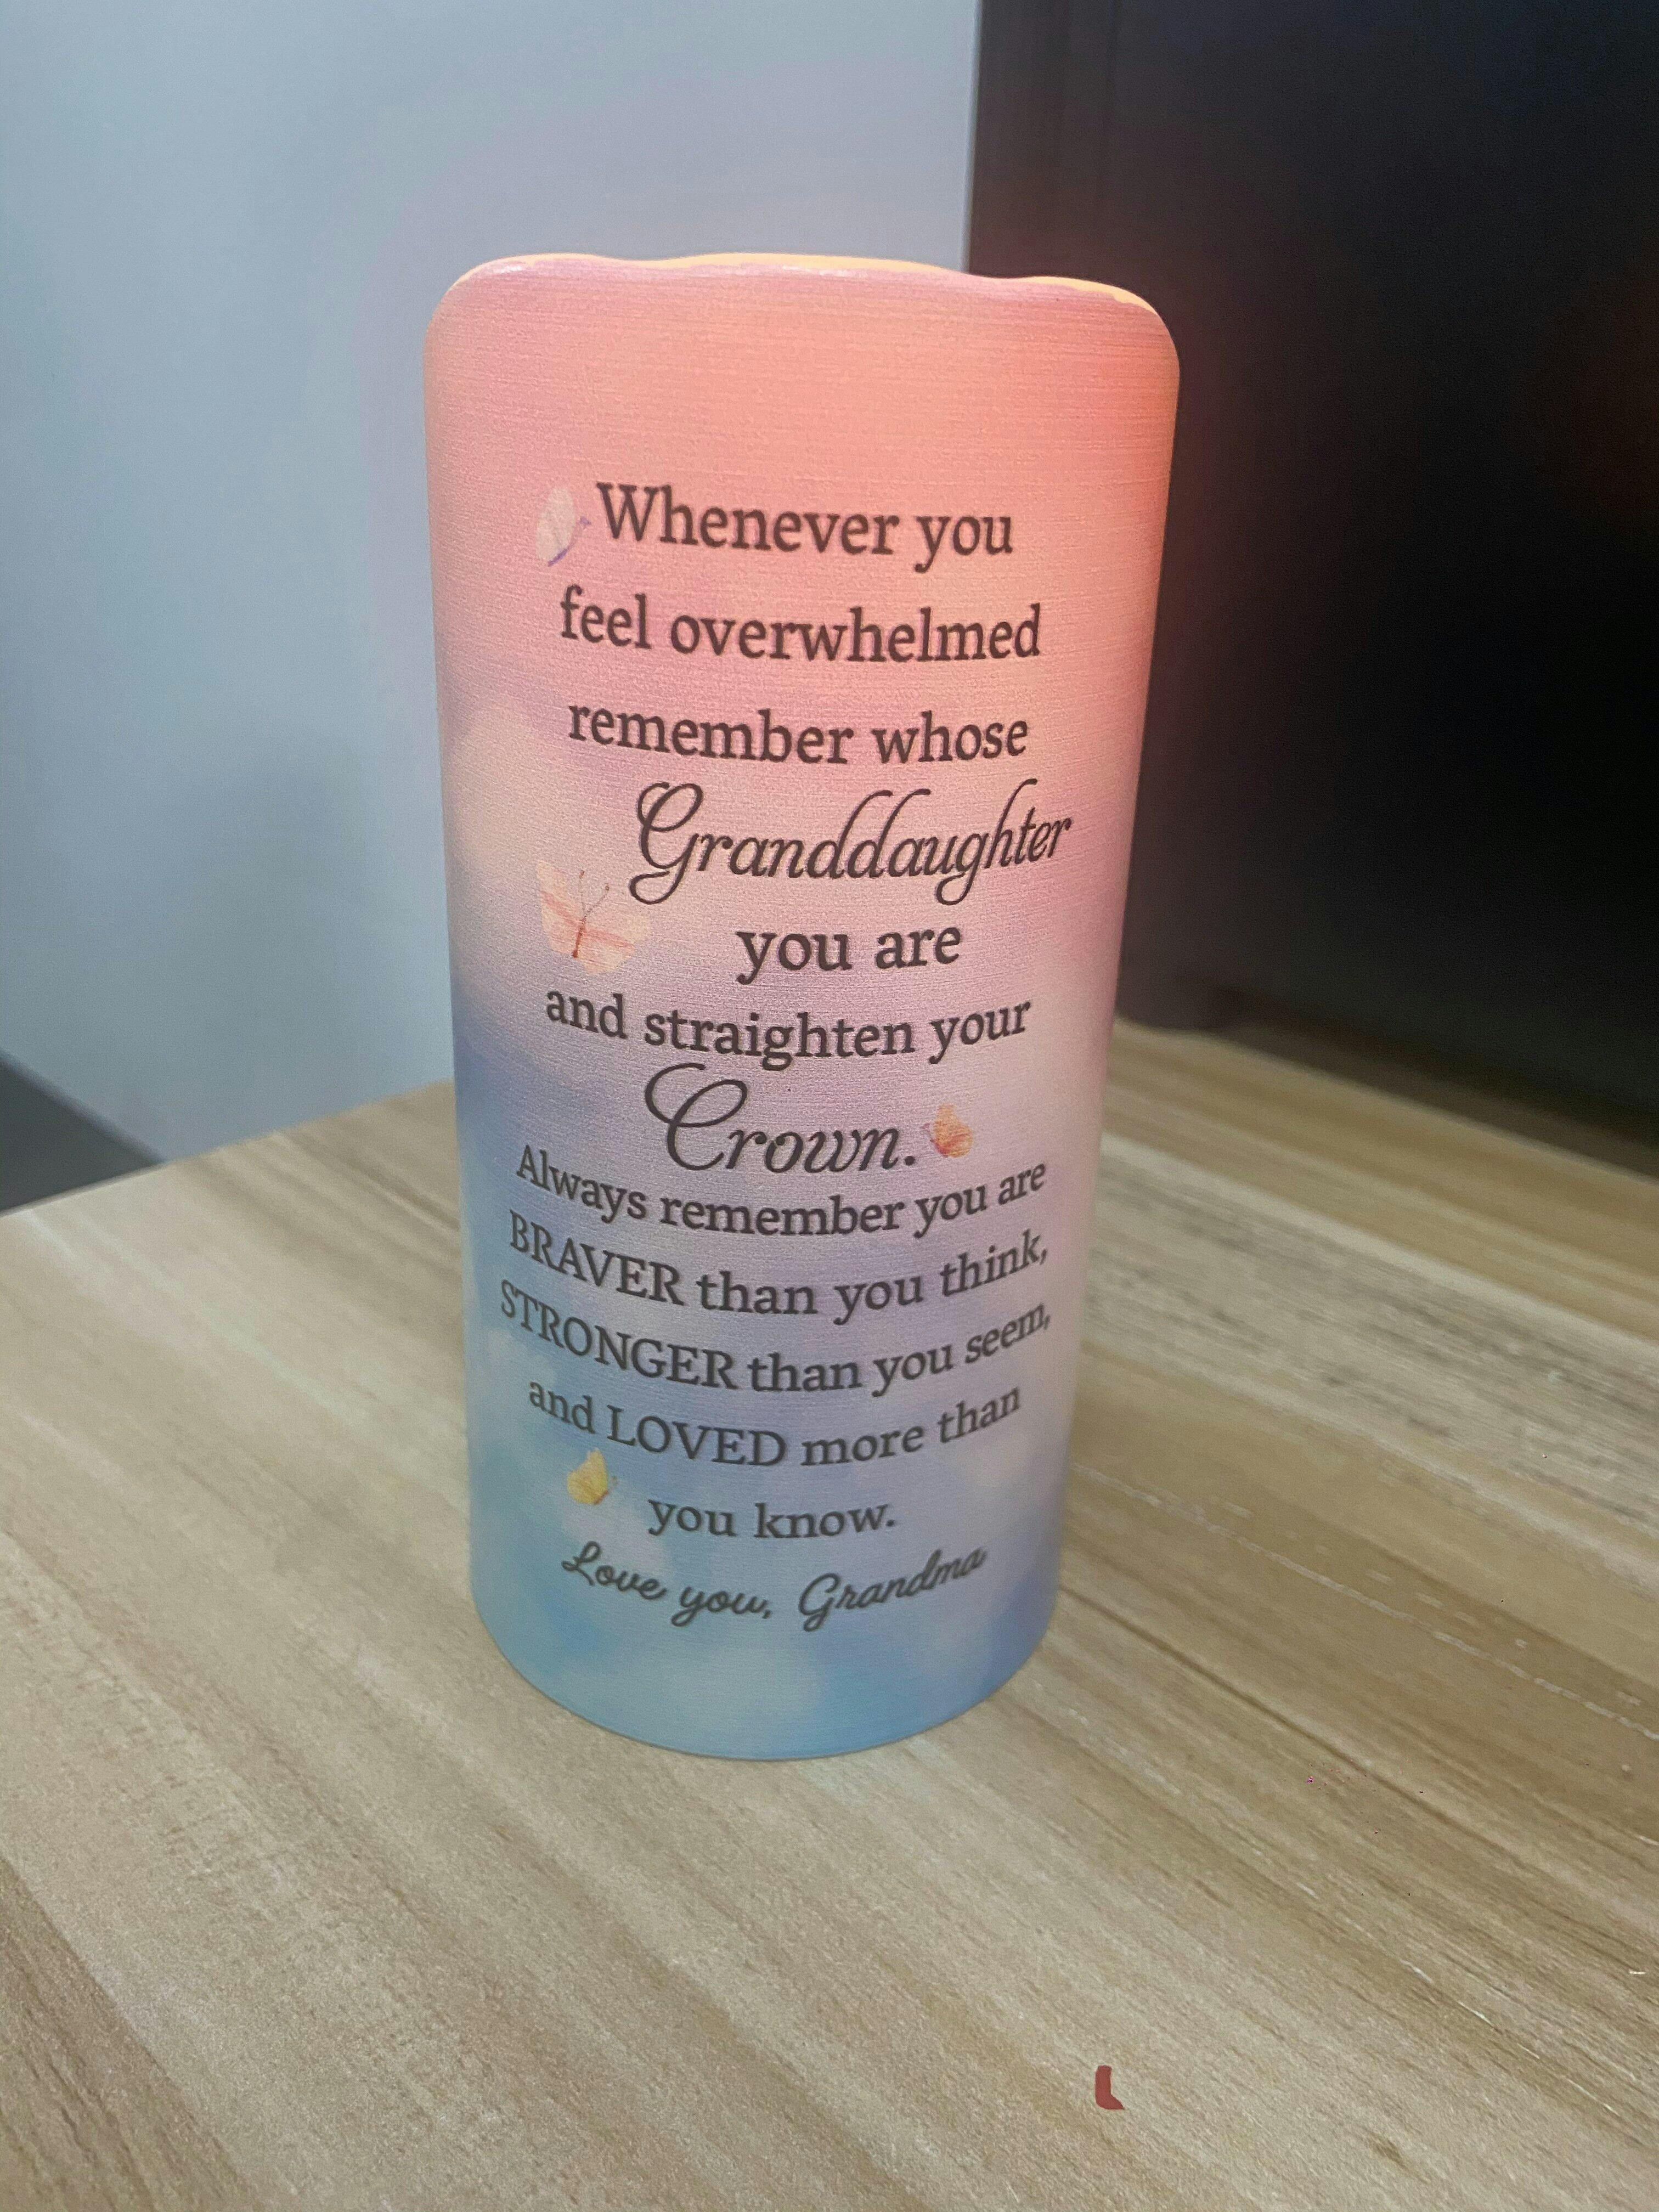 Whenever you
feel overwhelmed
remember whose
Granddaughter
you are
and straighten your
Crown.
Always remember you are
BRAVER than you think,
STRONGER than you seem,
and LOVED more than
you know.
Love you, Grandma